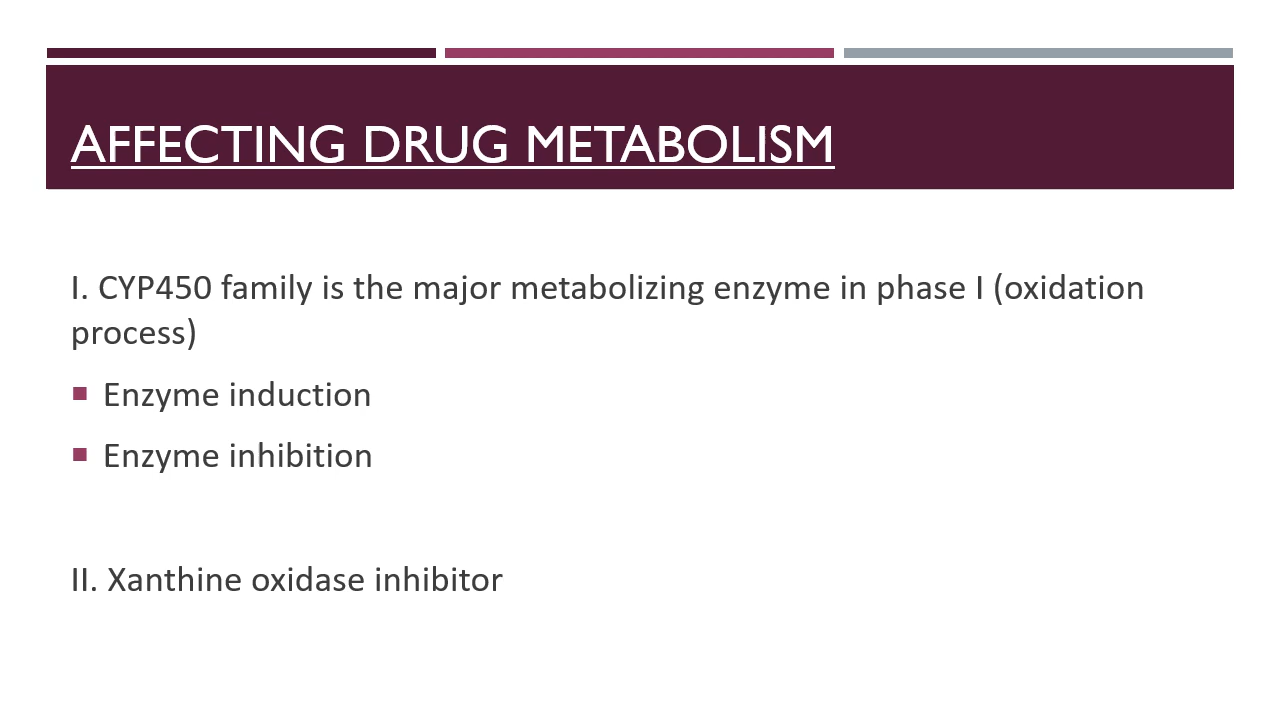 AFFECTING DRUG METABOLISM
I. CYP450 family is the major metabolizing enzyme in phase I (oxidation
process)
Enzyme induction
Enzyme inhibition
II. Xanthine oxidase inhibitor